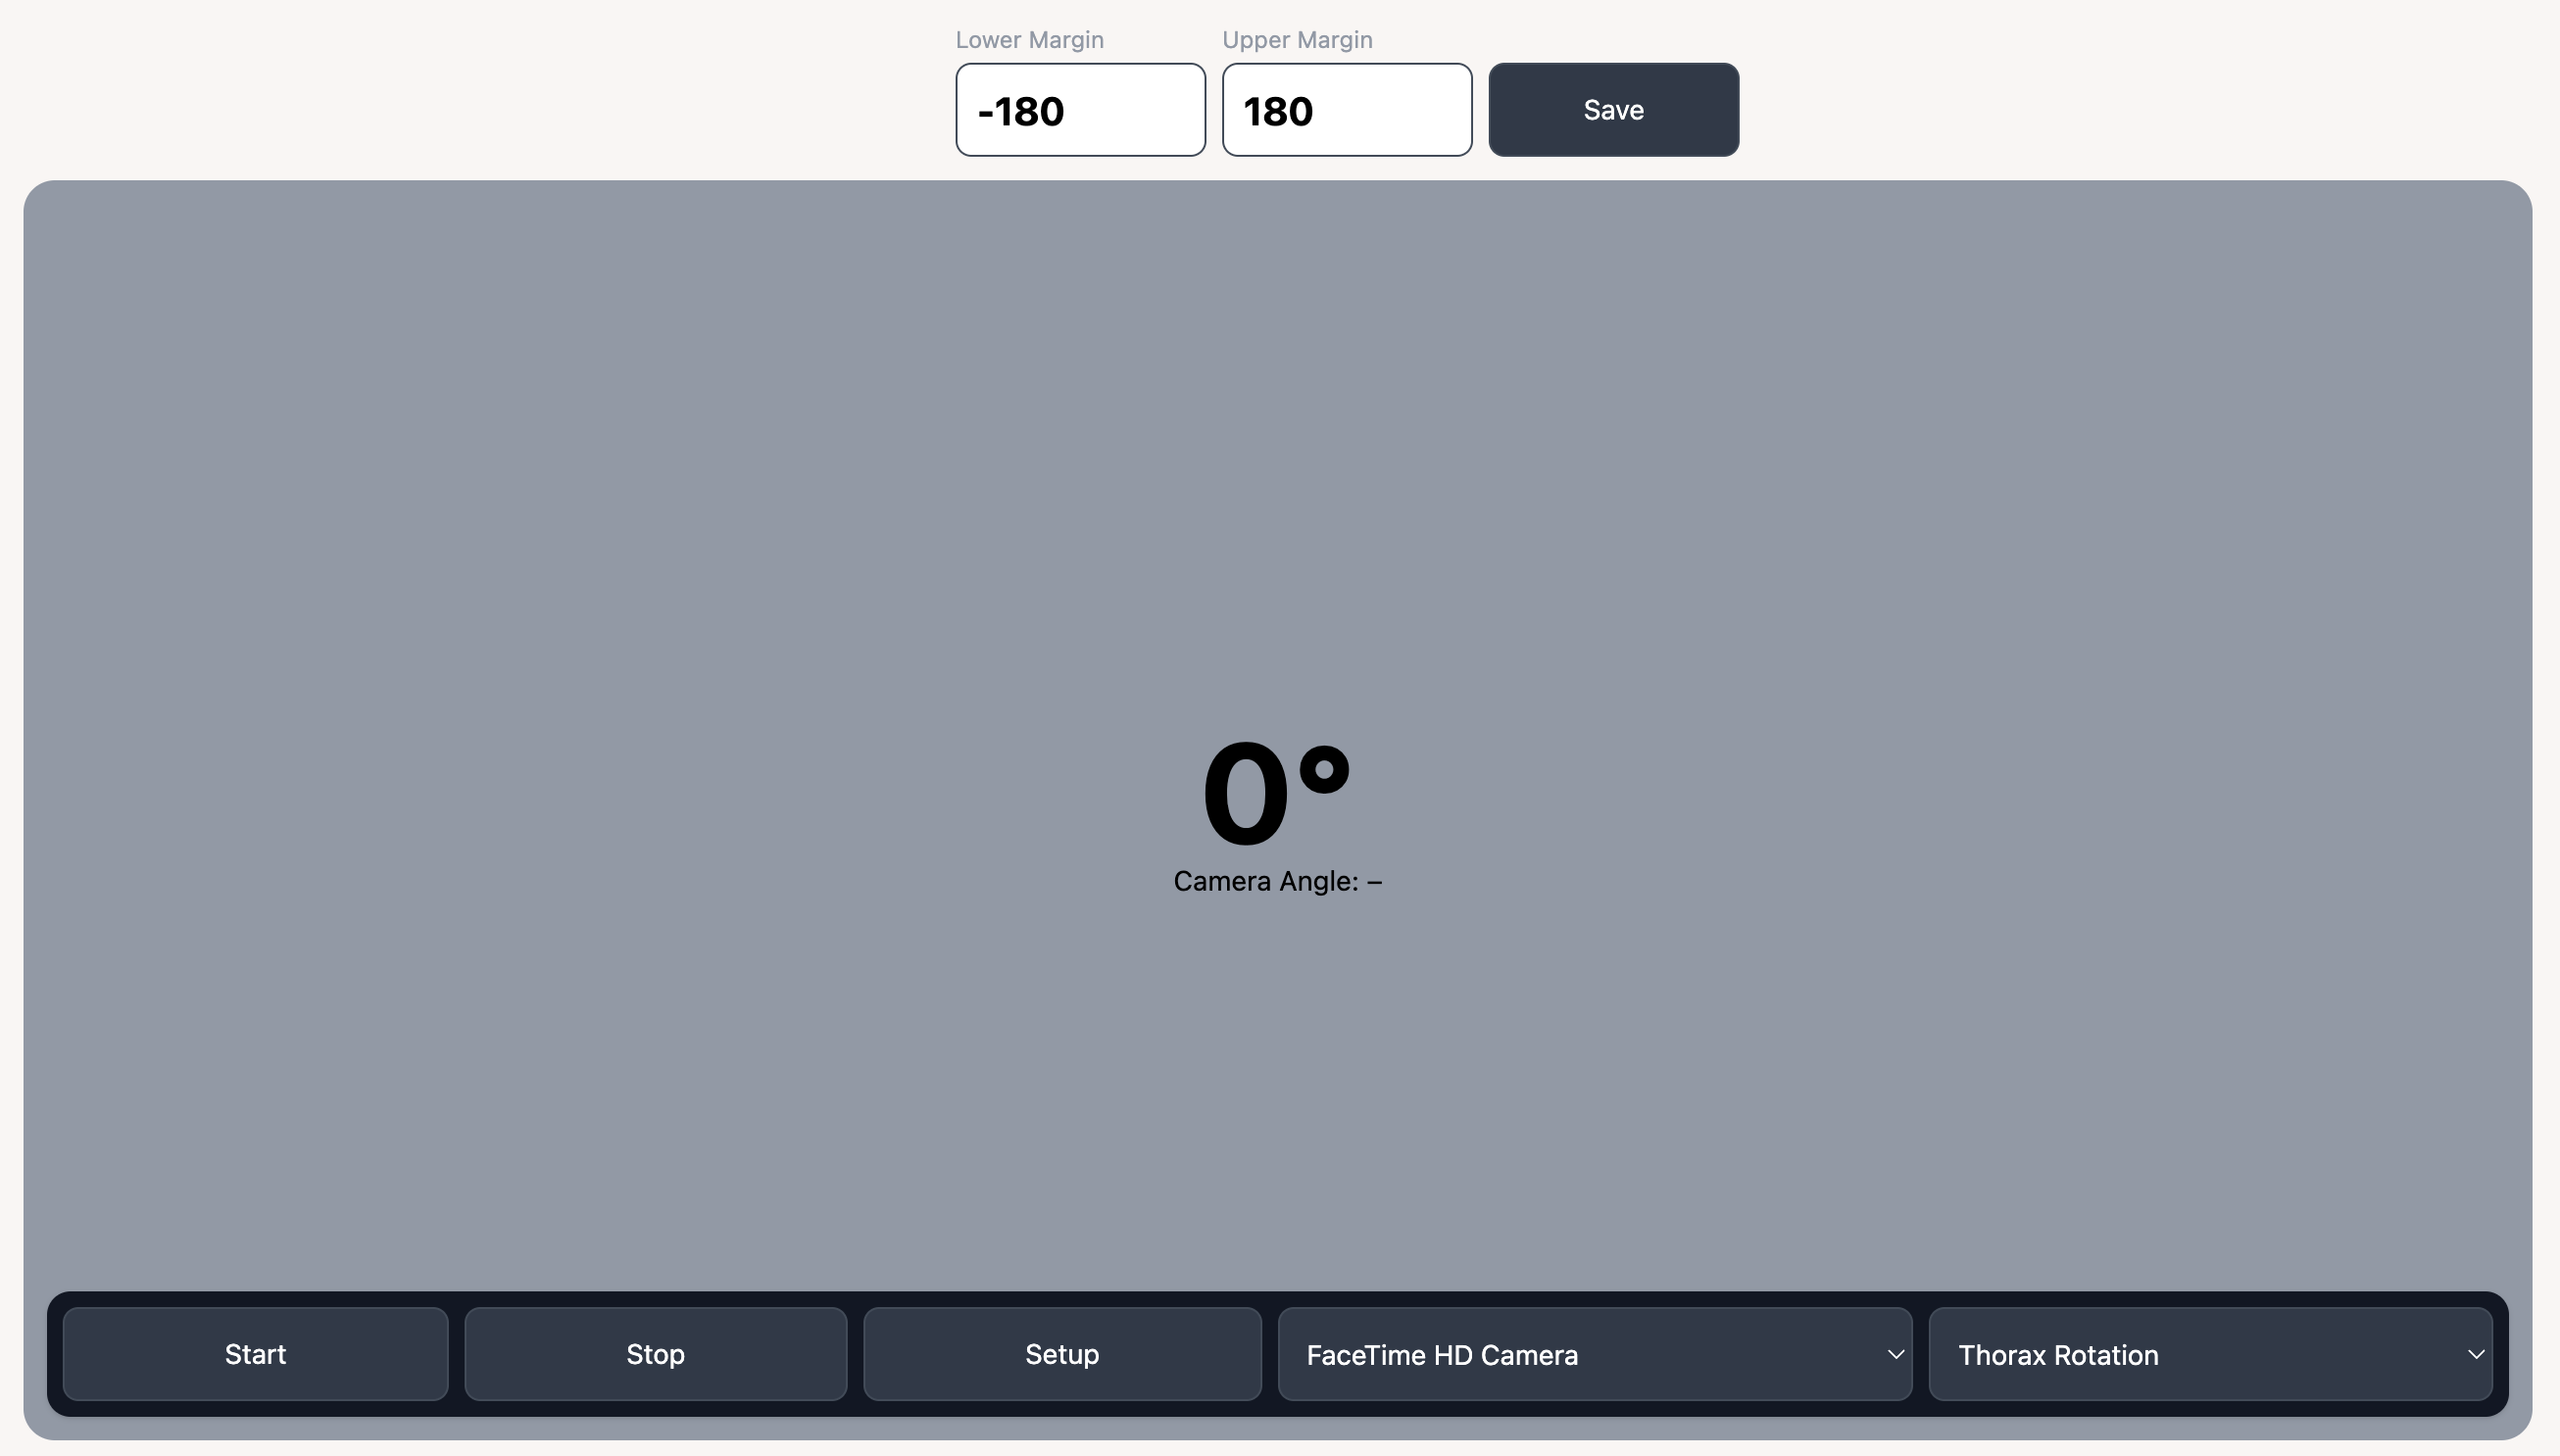 Lower Margin Upper Margin
-180 180 Save
0°
Camera Angle: –
Start Stop Setup FaceTime HD Camera Thorax Rotation